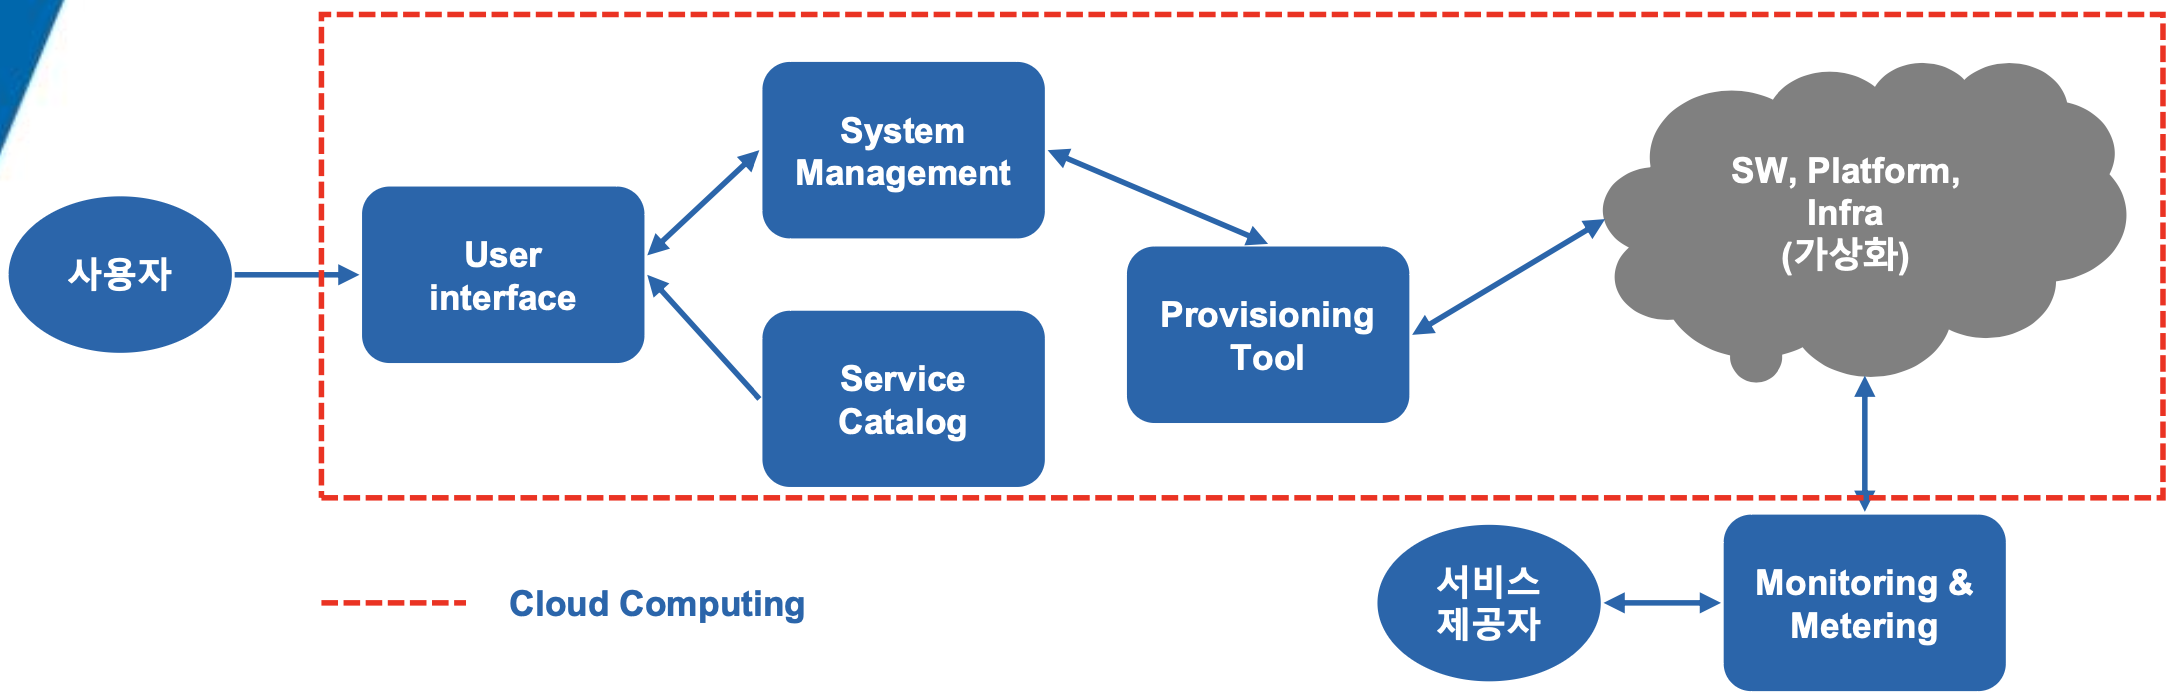 사용자
User
interface
System
Management
Service
Catalog
Provisioning
Tool
SW, Platform,
Infra
(가상화)
Cloud Computing
서비스
제공자
Monitoring &
Metering